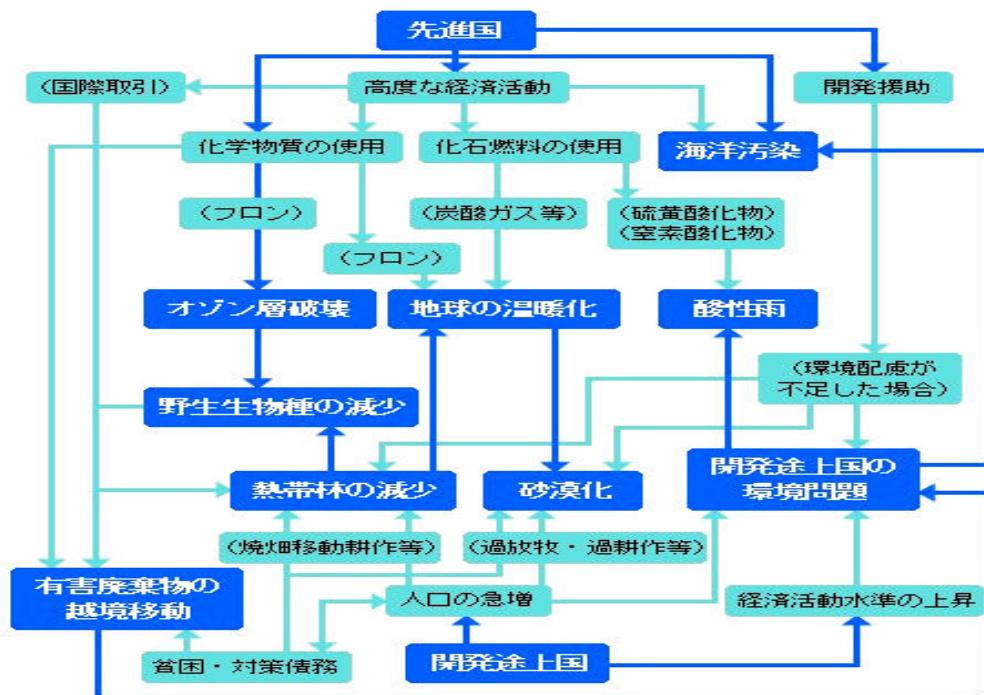 先進国
(国際取引)
高度な経済活動
開発援助
化学物質の使用
化石燃料の使用
海洋汚染
(フロン)
(炭酸ガス等)
(硫黄酸化物)
(窒素酸化物)
(フロン)
オゾン層破壊
地球の温暖化
酸性雨
(環境配慮が
不足した場合)
野生生物種の減少
熱帯林の減少
砂漠化
開発途上国の
環境問題
(焼畑移動耕作等)
(過放牧・過耕作等)
有害廃棄物の
越境移動
人口の急増
経済活動水準の上昇
貧困・対策債務
開発途上国